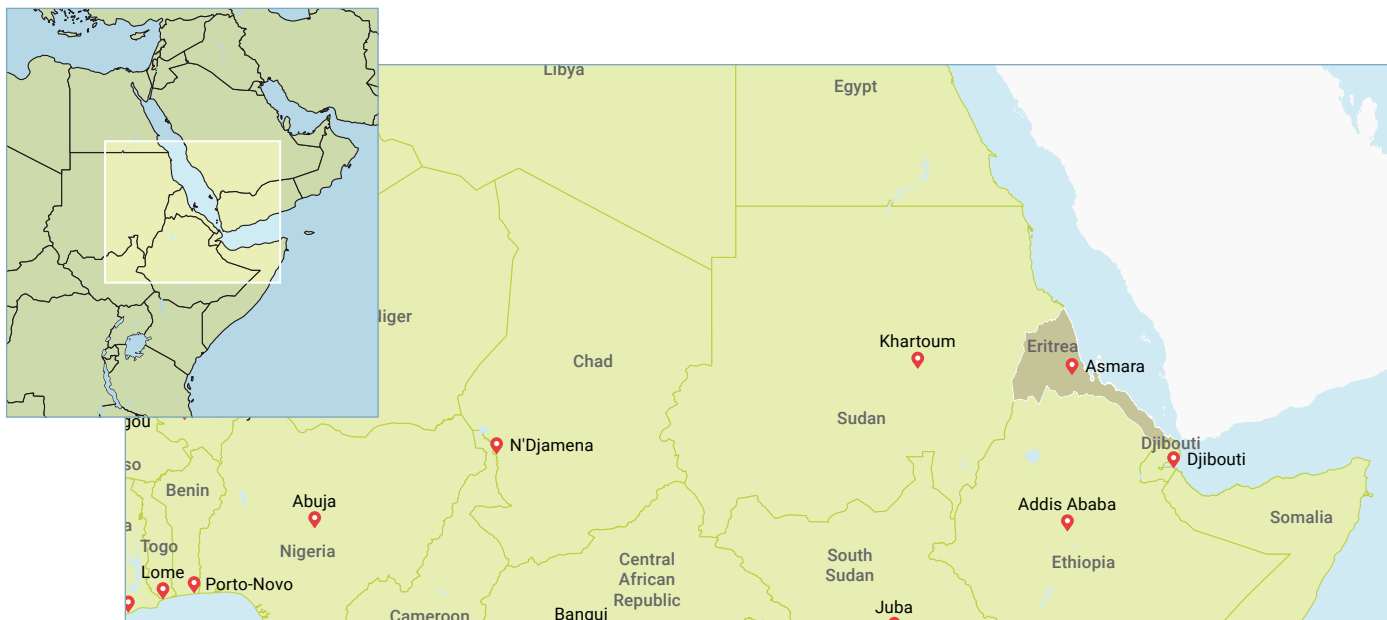 Libya
Egypt
Chad
Khartoum
Eritrea
Asmara
Sudan
N'Djamena
Djibouti
Djibouti
Benin
Abuja
Addis Ababa
Somalia
Togo
Nigeria
Central
African
Republic
South
Sudan
Ethiopia
Lome
Porto-Novo
Cameroon
Bangui
Juba